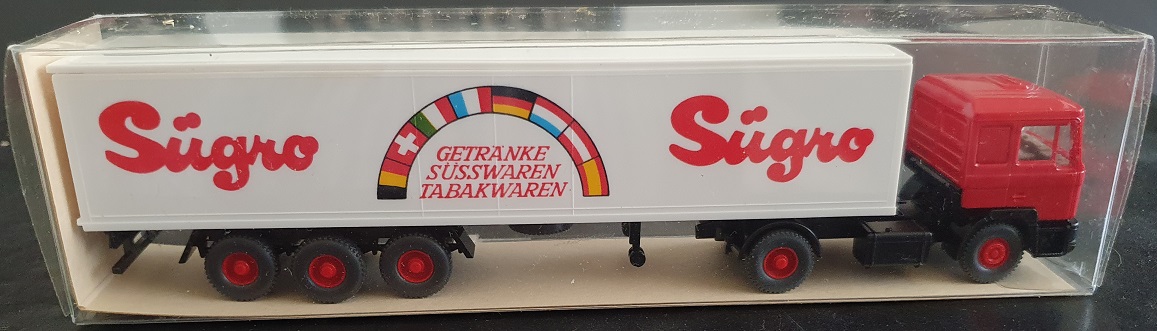 Sügro
GETRÄNKE
SÜSSWAREN
TABAKWAREN
Sügro